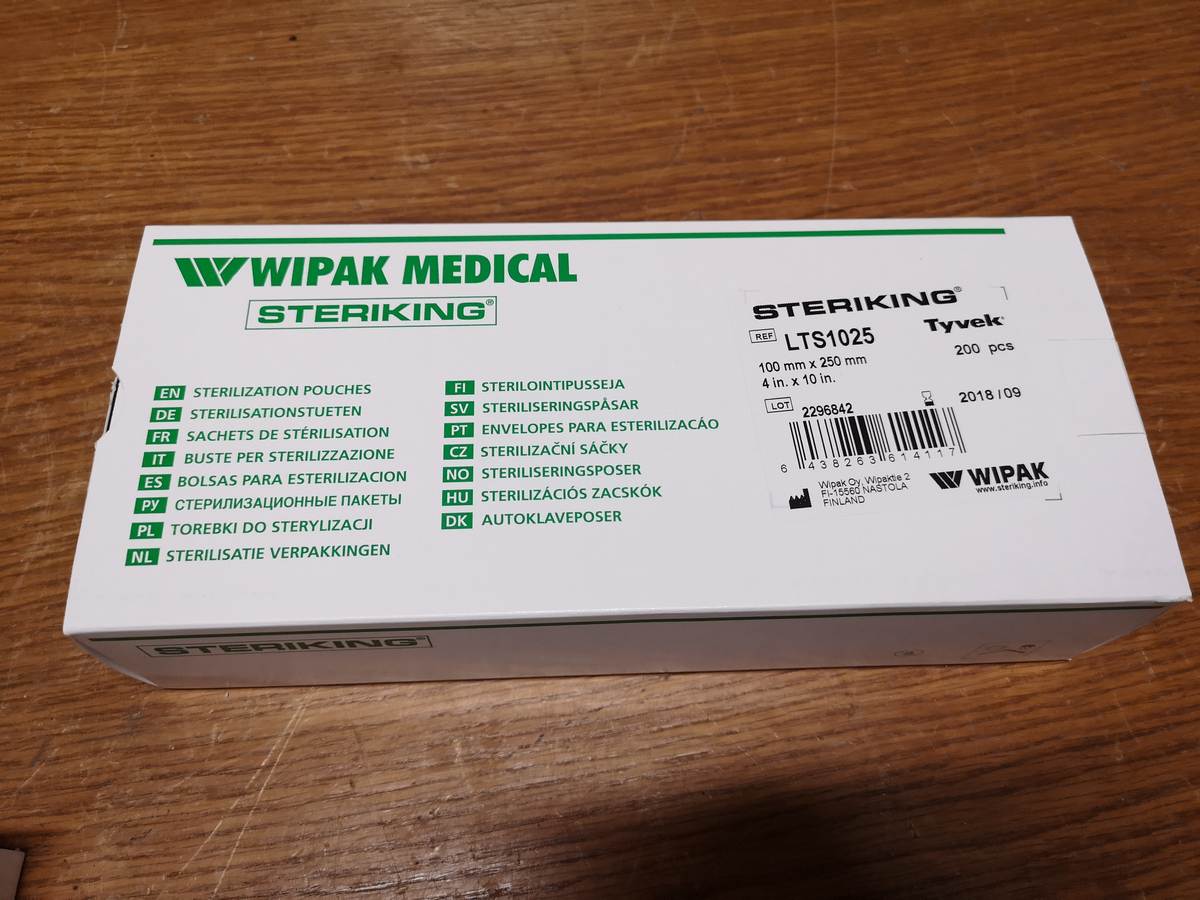 WIPAK MEDICAL
STERIKING®
EN STERILIZATION POUCHES
DE STERILISATIONSTUETEN
FR SACHETS DE STÉRILISATION
IT BUSTE PER STERILIZZAZIONE
ES BOLSAS PARA ESTERILIZACION
РУ СТЕРИЛИЗАЦИОННЫЕ ПАКЕТЫ
PL TOREBKI DO STERYLIZACJI
NL STERILISATIE VERPAKKINGEN
FI STERILOINTIPUSSEJA
SV STERILISERINGSPÅSAR
PT ENVELOPES PARA ESTERILIZACÁO
CZ STERILIZAČNÍ SÁČKY
NO STERILISERINGSPOSER
HU STERILIZÁCIÓS ZACSKÓK
DK AUTOKLAVEPOSER
STERIKING®
Tyvek®
REF LTS1025
200 pcs
100 mm x 250 mm
4 in. x 10 in.
LOT 2296842
2018/09
6 438263 614117
Wipak Oy, Wipaktie 2
FI-15560 NASTOLA
FINLAND
WIPAK
www.steriking.info
STERIKING®